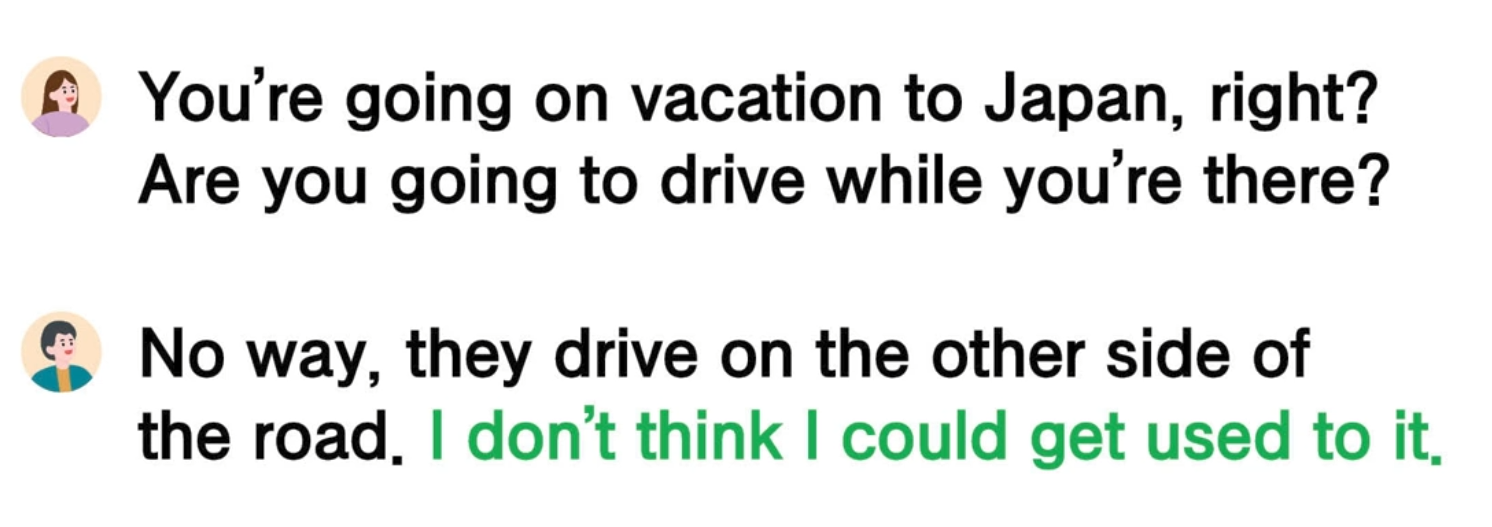 You’re going on vacation to Japan, right?
Are you going to drive while you’re there?
No way, they drive on the other side of
the road. I don’t think I could get used to it.